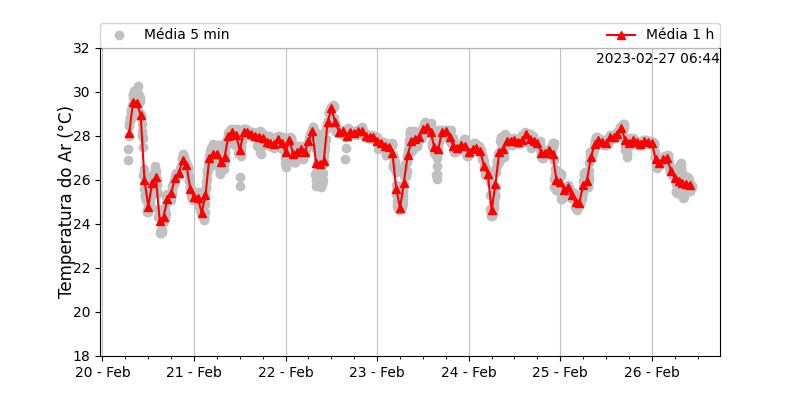 Média 5 min
Média 1 h
2023-02-27 06:44
Temperatura do Ar (°C)
32
30
28
26
24
22
20
18
20 - Feb
21 - Feb
22 - Feb
23 - Feb
24 - Feb
25 - Feb
26 - Feb